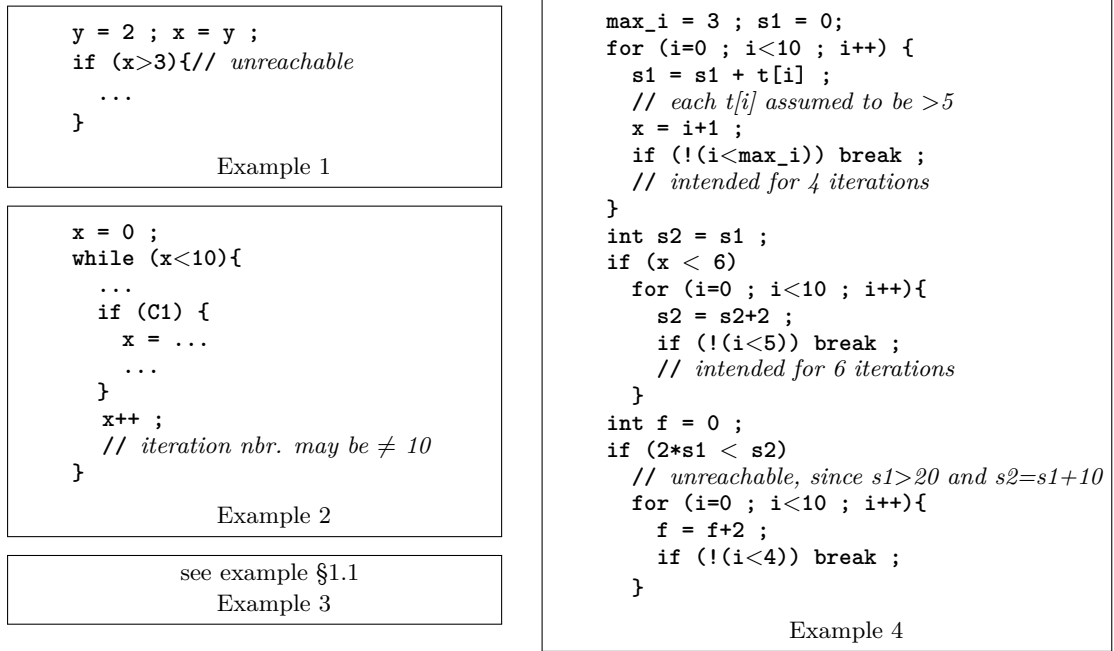 y = 2 ; x = y ;
if (x>3){// unreachable
...
}
Example 1
x = 0 ;
while (x<10){
...
if (C1) {
x = ...
...
}
x++ ;
// iteration nbr. may be ≠ 10
}
Example 2
see example §1.1
Example 3
max_i = 3 ; s1 = 0;
for (i=0 ; i<10 ; i++) {
s1 = s1 + t[i] ;
// each t[i] assumed to be >5
x = i+1 ;
if (!(i<max_i)) break ;
// intended for 4 iterations
}
int s2 = s1 ;
if (x < 6)
for (i=0 ; i<10 ; i++){
s2 = s2+2 ;
if (!(i<5)) break ;
// intended for 6 iterations
}
int f = 0 ;
if (2*s1 < s2)
// unreachable, since s1>20 and s2=s1+10
for (i=0 ; i<10 ; i++){
f = f+2 ;
if (!(i<4)) break ;
}
Example 4